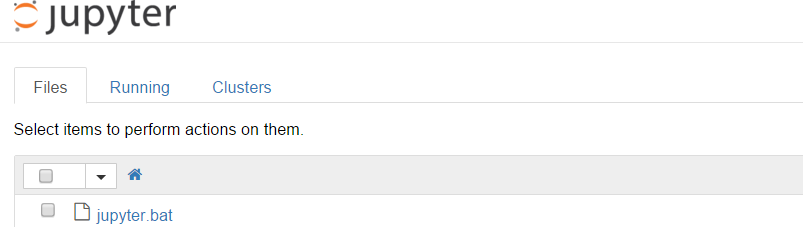 jupyter
Files Running Clusters
Select items to perform actions on them.
jupyter.bat